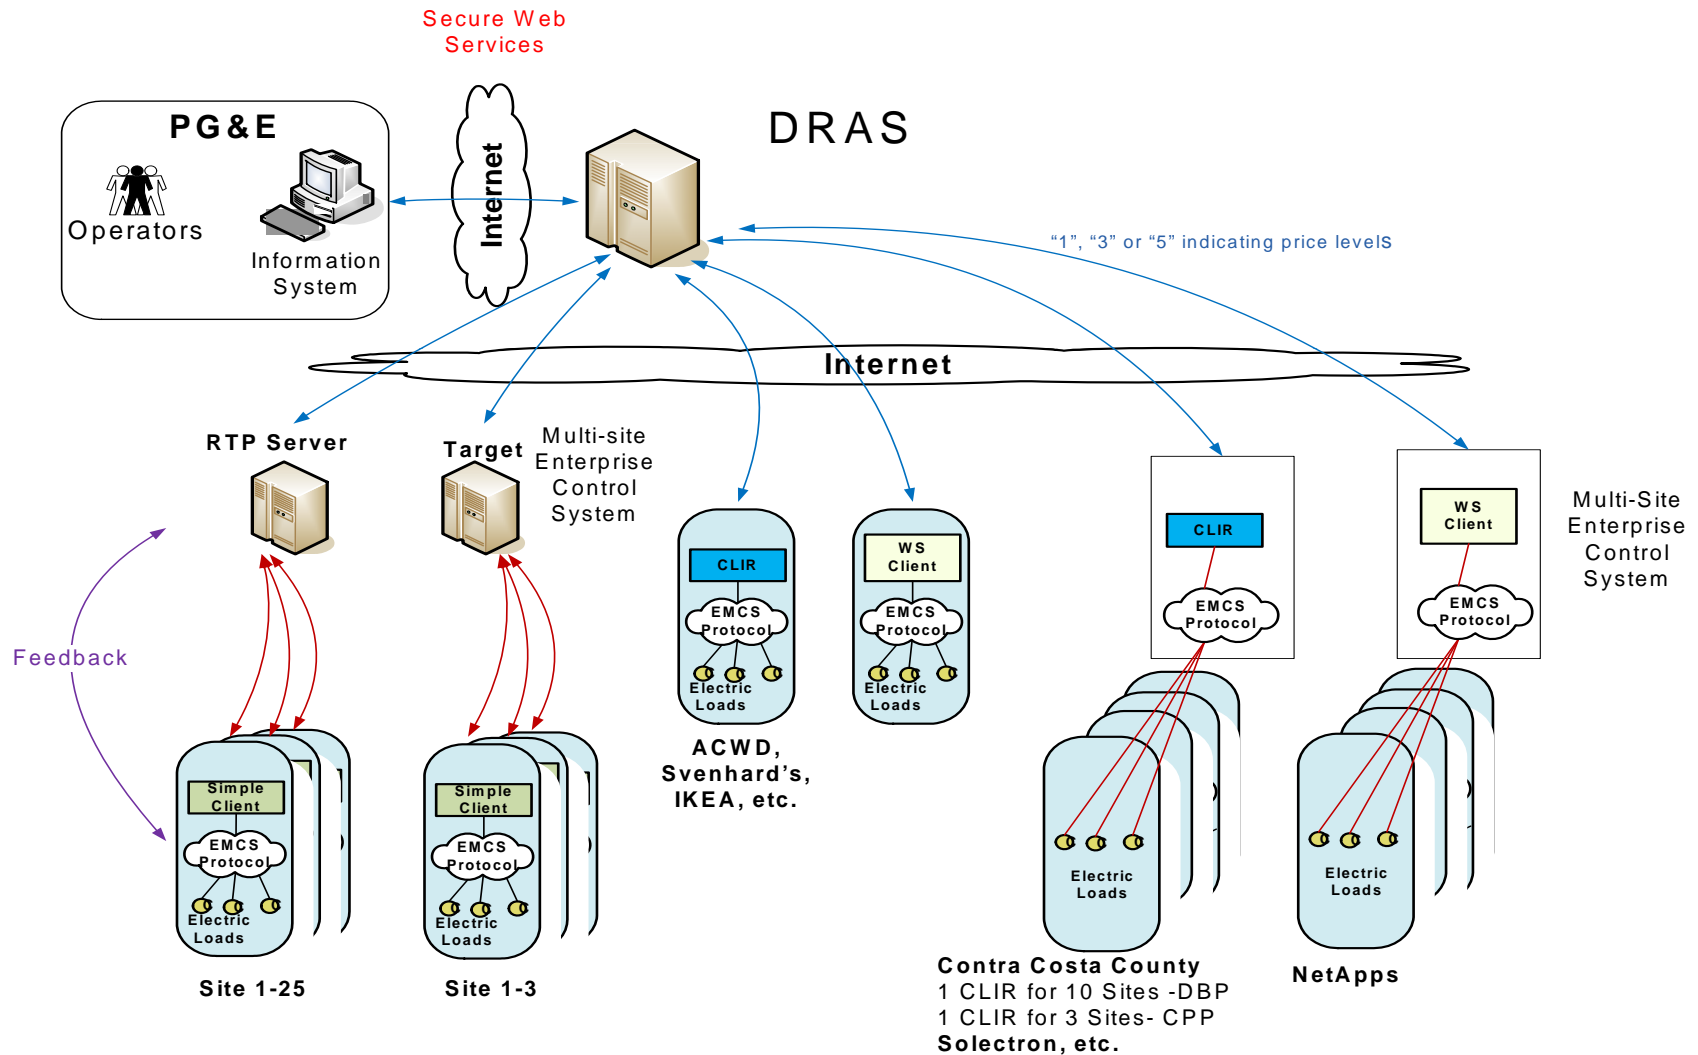 Secure Web
Services
PG&E
Operators
Information
System
Internet
DRAS
“1”, “3” or “5” indicating price levels
Internet
RTP Server
Target
Multi-site
Enterprise
Control
System
CLIR
EMCS
Protocol
Electric
Loads
WS
Client
EMCS
Protocol
Electric
Loads
CLIR
EMCS
Protocol
WS
Client
EMCS
Protocol
Multi-Site
Enterprise
Control
System
Feedback
Simple
Client
EMCS
Protocol
Electric
Loads
Site 1-25
Simple
Client
EMCS
Protocol
Electric
Loads
Site 1-3
ACWD,
Svenhard’s,
IKEA, etc.
Electric
Loads
Contra Costa County
1 CLIR for 10 Sites -DBP
1 CLIR for 3 Sites- CPP
Solectron, etc.
Electric
Loads
NetApps